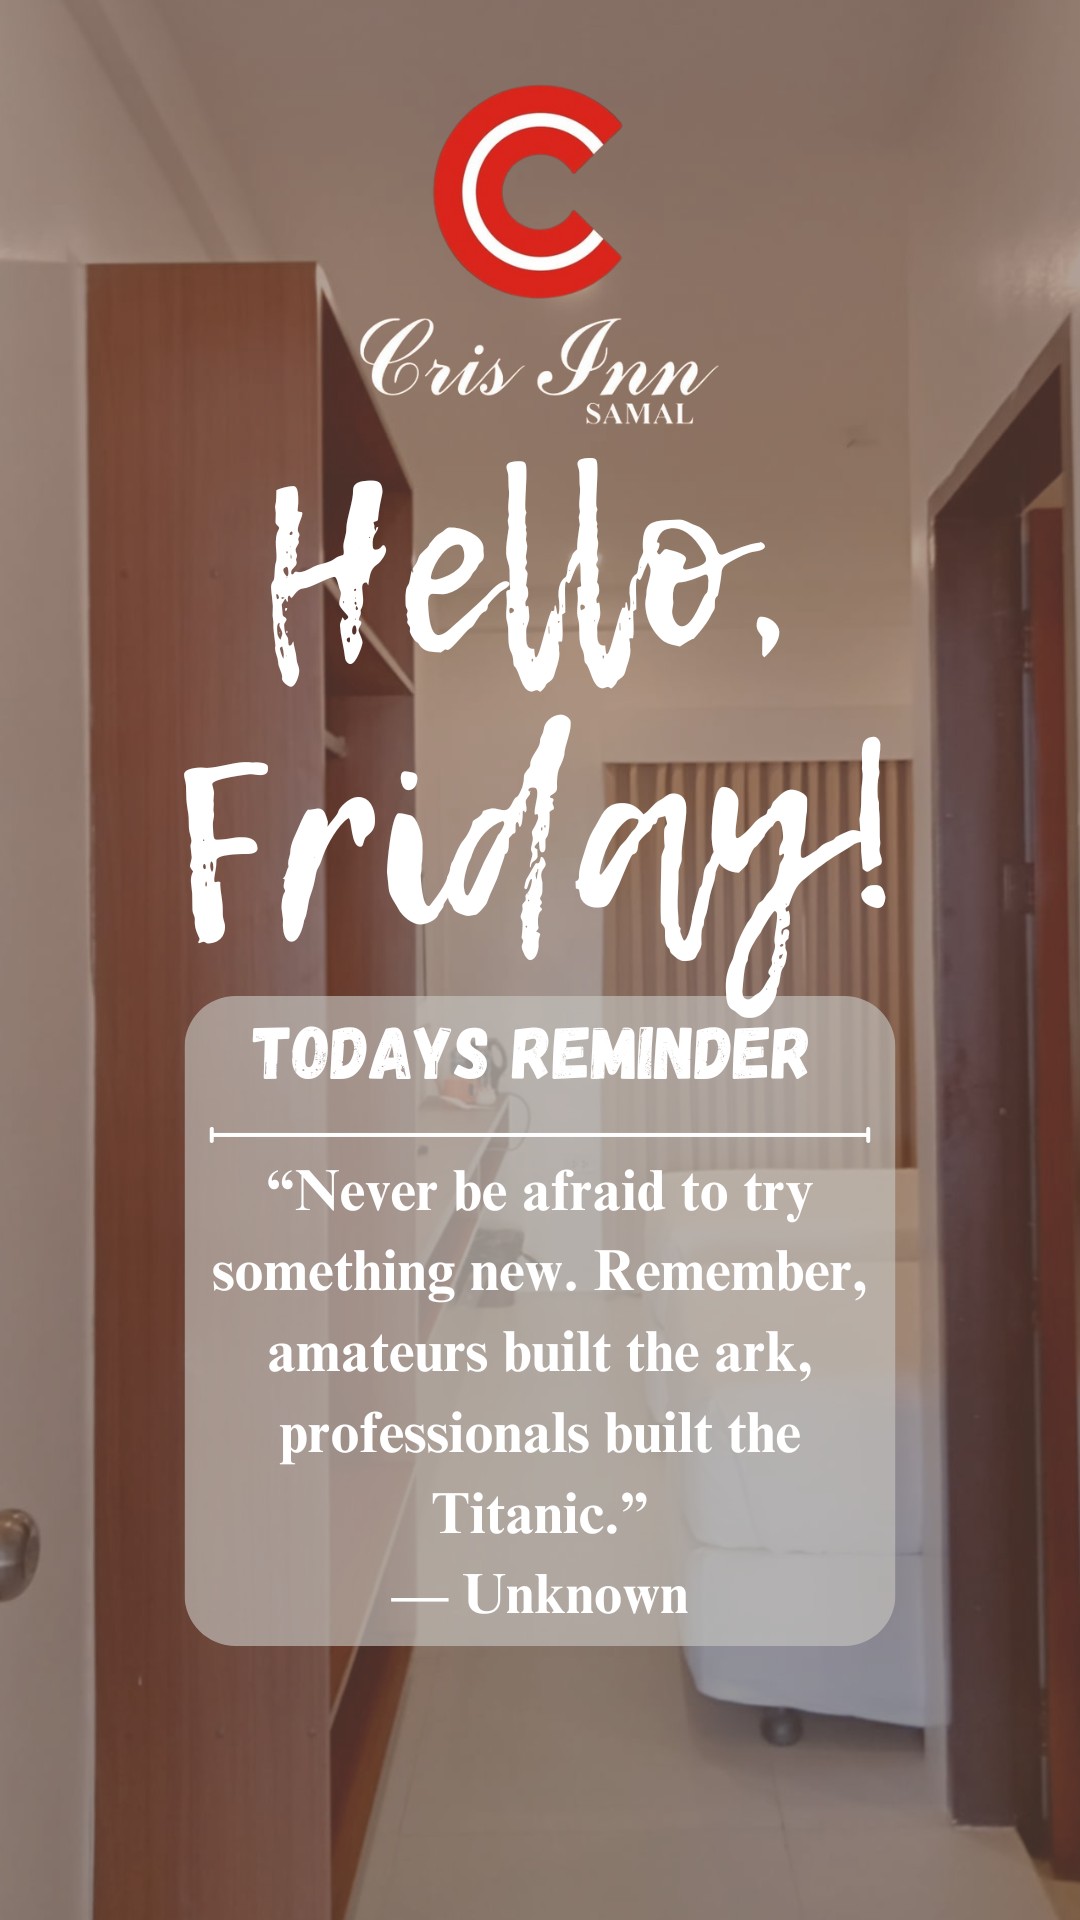 Cris Inn
SAMAL
Hello,
Friday!
TODAYS REMINDER
“Never be afraid to try
something new. Remember,
amateurs built the ark,
professionals built the
Titanic.”
— Unknown